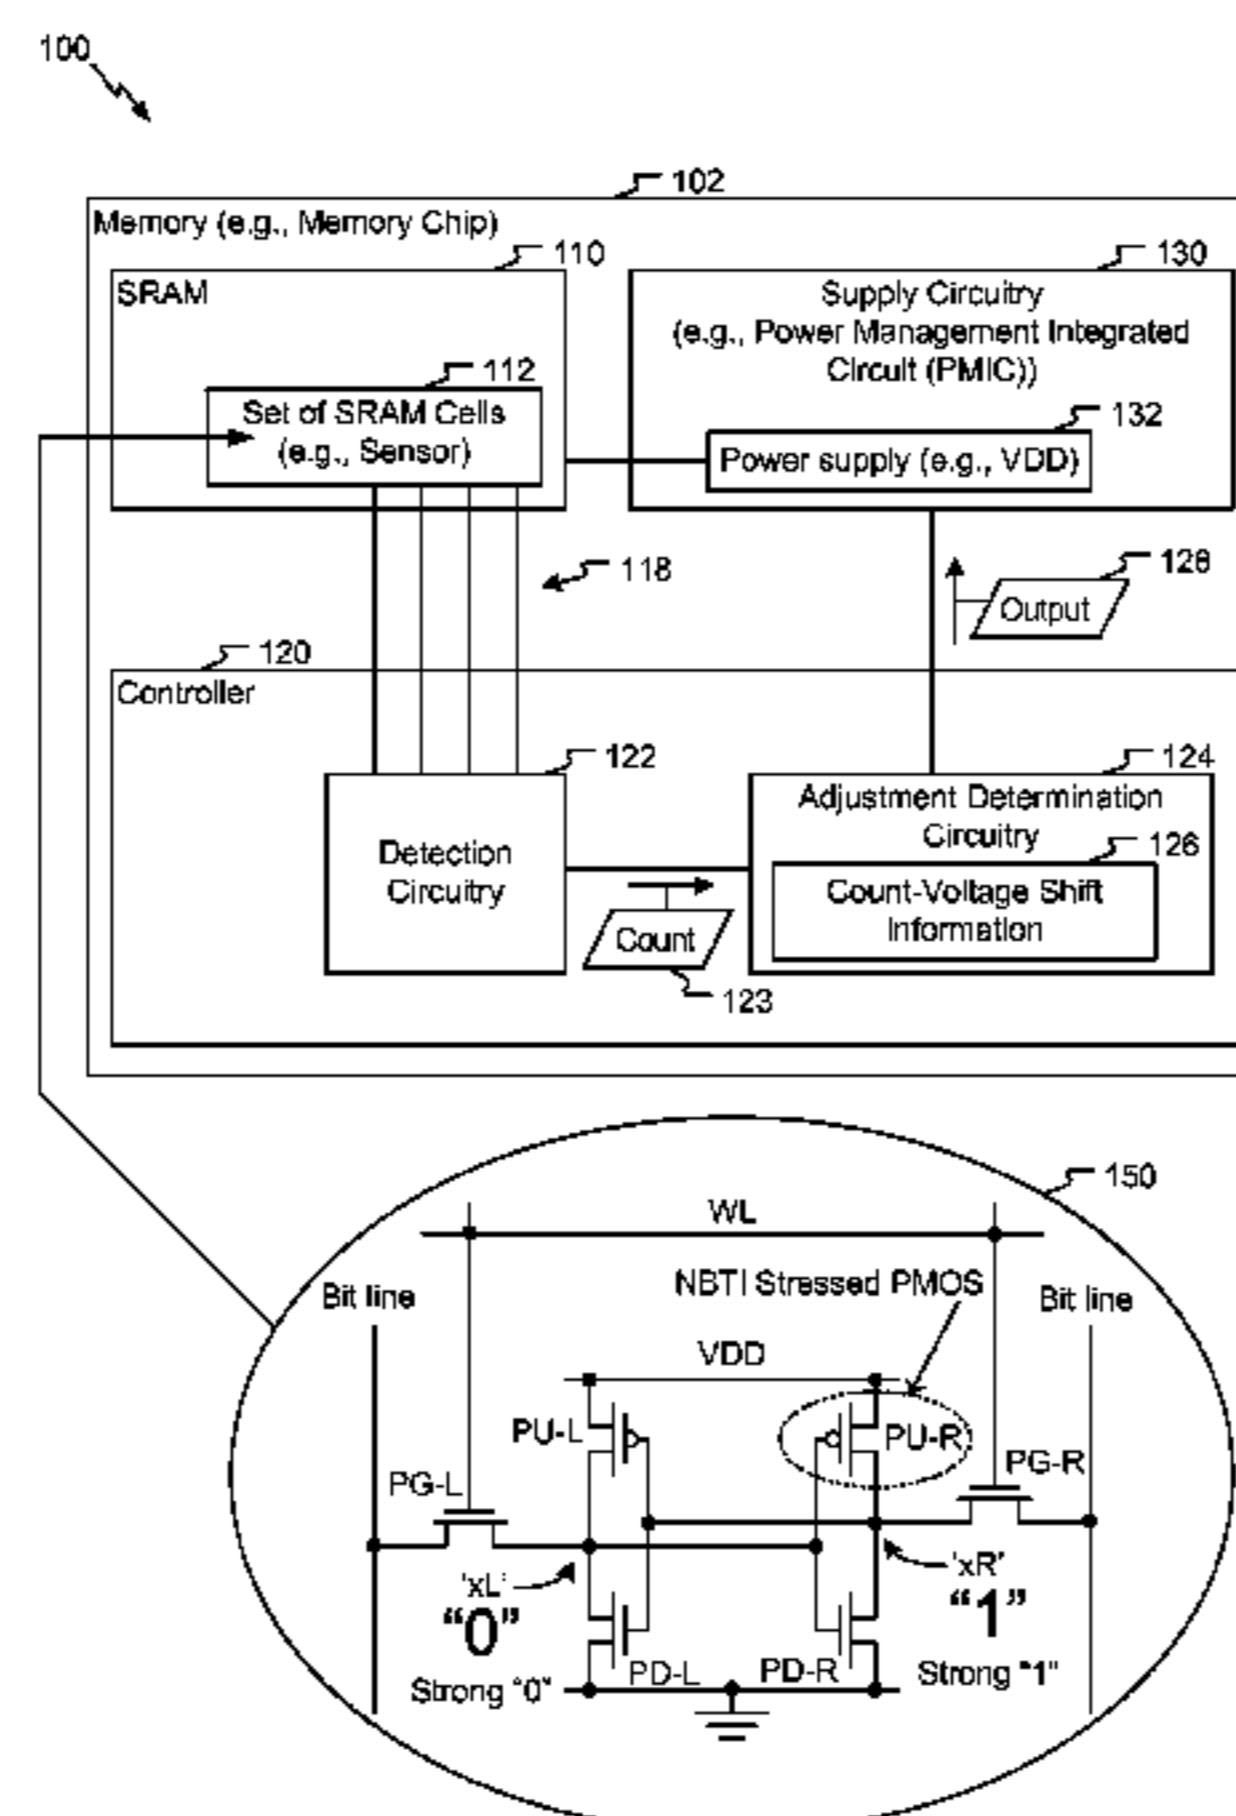 100
102
Memory (e.g., Memory Chip)
110
SRAM
130
Supply Circuitry
(e.g., Power Management Integrated
Circuit (PMIC))
112
Set of SRAM Cells
(e.g., Sensor)
132
Power supply (e.g., VDD)
118
128
Output
120
Controller
122
Detection
Circuitry
124
Adjustment Determination
Circuitry
126
Count-Voltage Shift
Information
Count
123
150
WL
NBTI Stressed PMOS
Bit line
Bit line
VDD
PU-L
PU-R
PG-L
PG-R
'xL'
"0"
'xR'
"1"
Strong "0"
PD-L
PD-R
Strong "1"